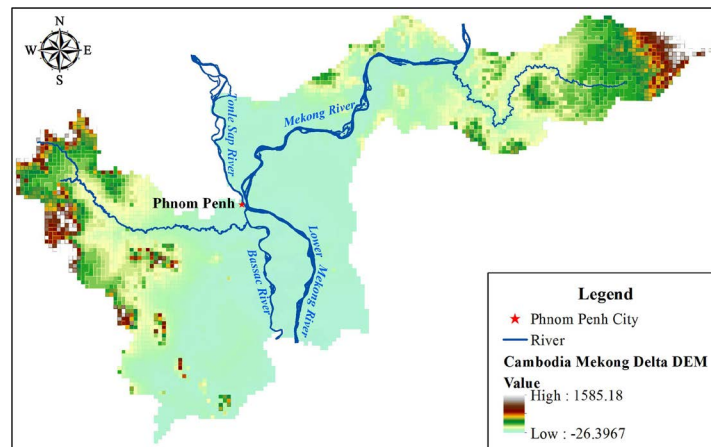 N
W E
S
Tonle Sap River
Mekong River
Phnom Penh
Bassac River
Lower Mekong River
Legend
Phnom Penh City
River
Cambodia Mekong Delta DEM
Value
High : 1585.18
Low : -26.3967